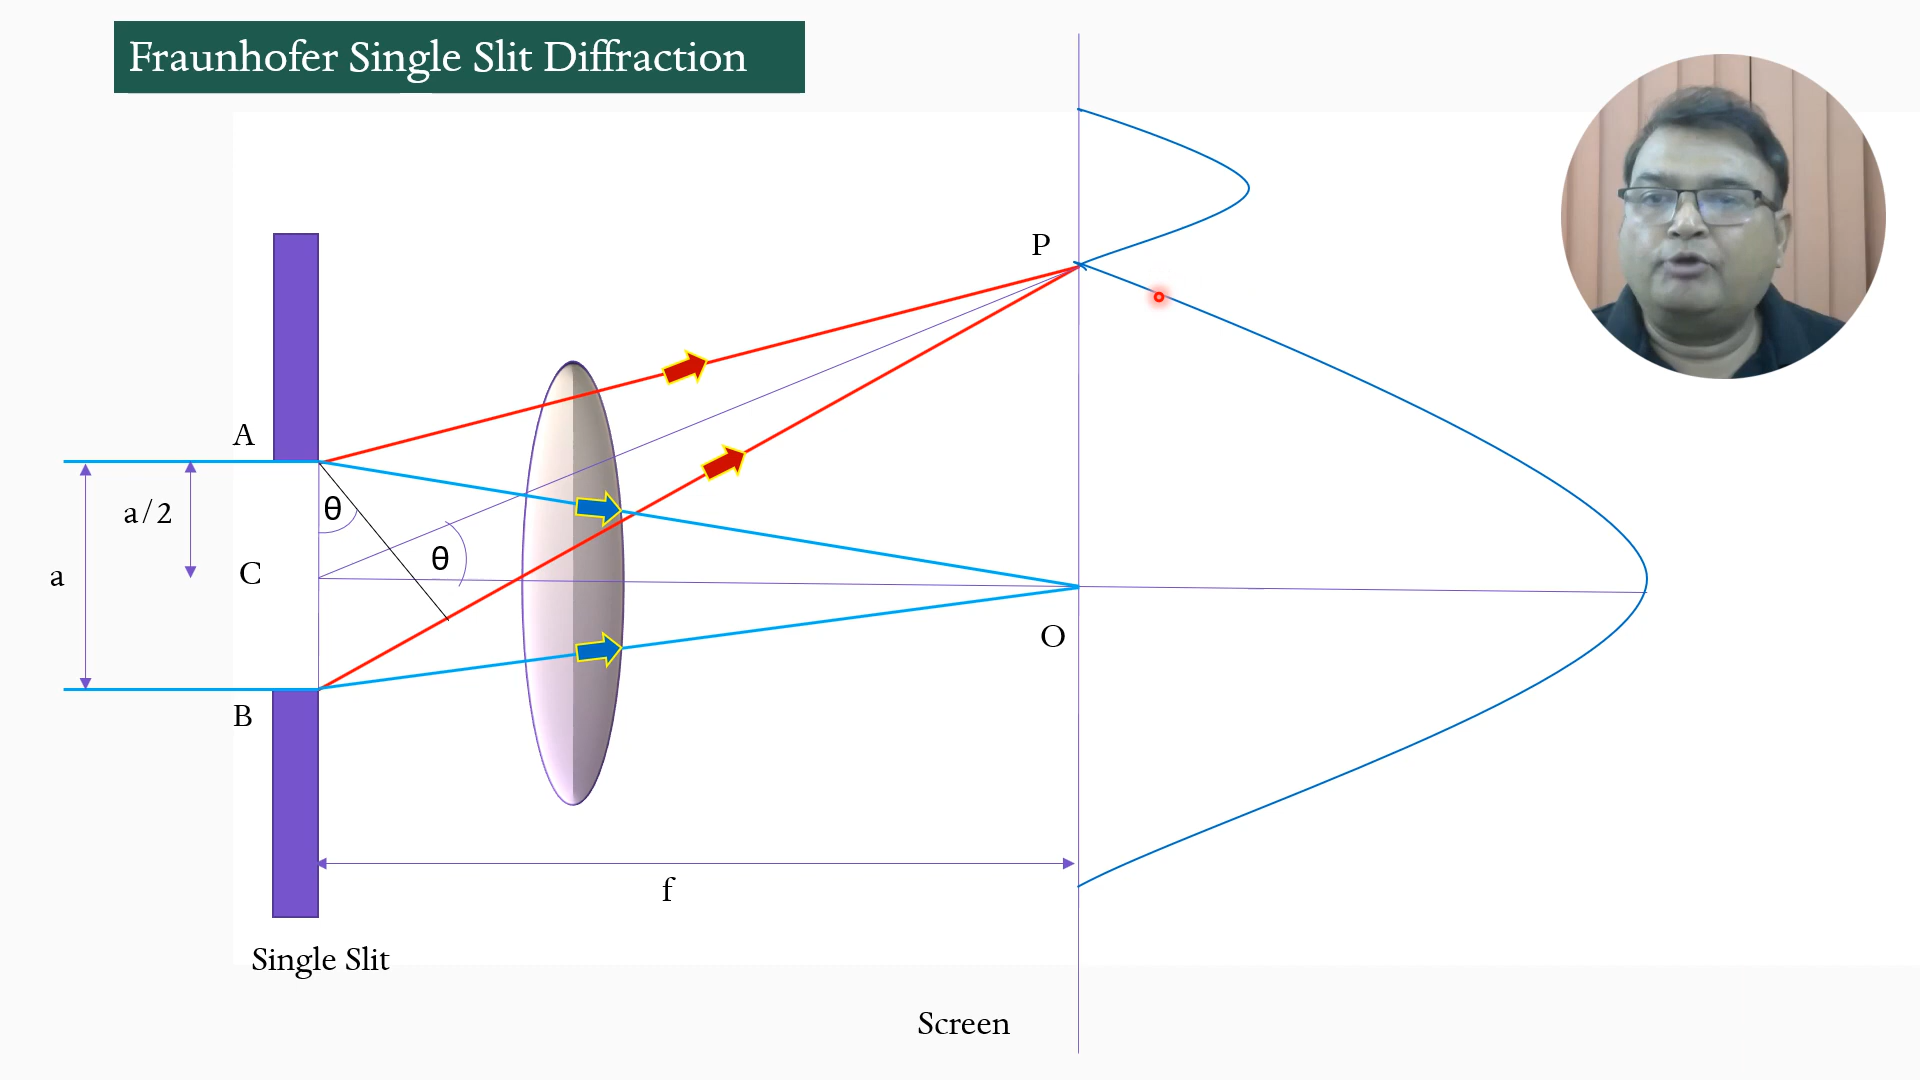 Fraunhofer Single Slit Diffraction
P
A
a/2
θ
θ
C
a
O
B
f
Single Slit
Screen